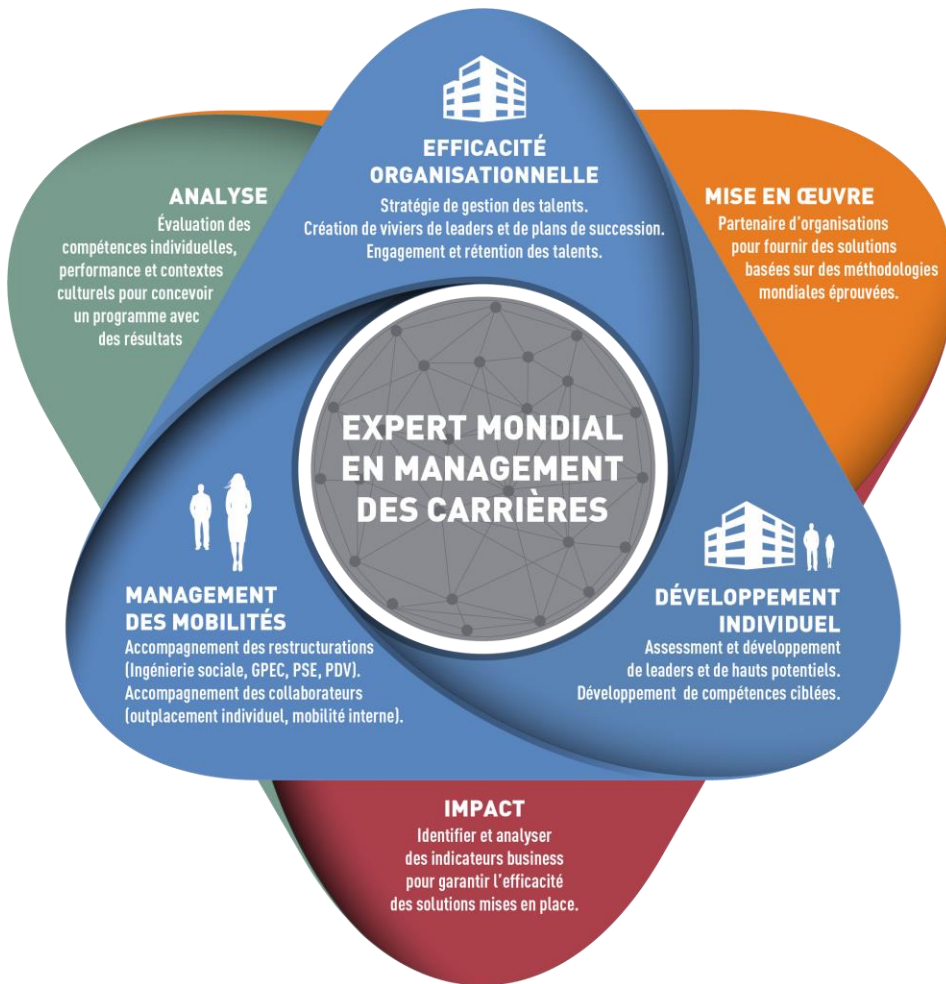 EFFICACITÉ
ORGANISATIONNELLE
Stratégie de gestion des talents.
Création de viviers de leaders et de plans de succession.
Engagement et rétention des talents.
ANALYSE
Évaluation des
compétences individuelles,
performance et contextes
culturels pour concevoir
un programme avec
des résultats
MISE EN ŒUVRE
Partenaire d'organisations
pour fournir des solutions
basées sur des méthodologies
mondiales éprouvées.
EXPERT MONDIAL
EN MANAGEMENT
DES CARRIÈRES
MANAGEMENT
DES MOBILITÉS
Accompagnement des restructurations
(Ingénierie sociale, GPEC, PSE, PDV).
Accompagnement des collaborateurs
(outplacement individuel, mobilité interne).
DÉVELOPPEMENT
INDIVIDUEL
Assessment et développement
de leaders et de hauts potentiels.
Développement de compétences ciblées.
IMPACT
Identifier et analyser
des indicateurs business
pour garantir l'efficacité
des solutions mises en place.